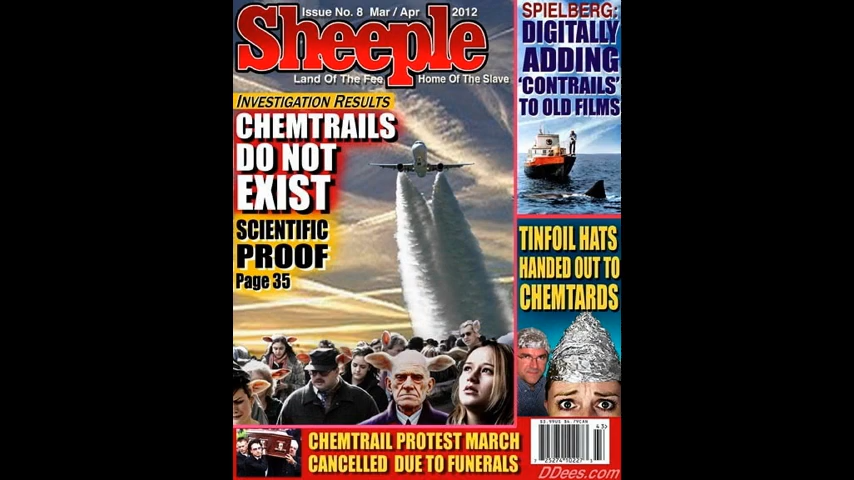 Issue No. 8 Mar / Apr 2012
Sheeple
Land Of The Fee Home Of The Slave
INVESTIGATION RESULTS
CHEMTRAILS
DO NOT
EXIST
SCIENTIFIC
PROOF
Page 35
SPIELBERG:
DIGITALLY
ADDING
'CONTRAILS'
TO OLD FILMS
TINFOIL HATS
HANDED OUT TO
CHEMTARDS
CHEMTRAIL PROTEST MARCH
CANCELLED DUE TO FUNERALS
DDees.com